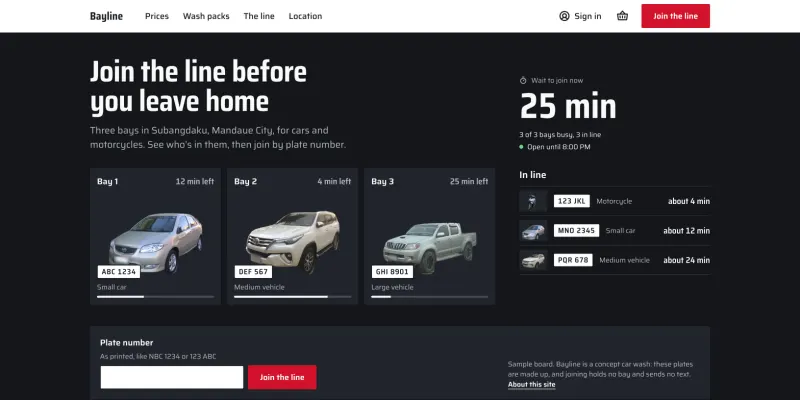 Bayline
Prices
Wash packs
The line
Location
Sign in
Join the line
Join the line before
you leave home
Three bays in Subangdaku, Mandaue City, for cars and
motorcycles. See who's in them, then join by plate number.
Wait to join now
25 min
3 of 3 bays busy, 3 in line
Open until 8:00 PM
Bay 1
12 min left
ABC 1234
Small car
Bay 2
4 min left
DEF 567
Medium vehicle
Bay 3
25 min left
GHI 8901
Large vehicle
In line
123 JKL
Motorcycle
about 4 min
MNO 2345
Small car
about 12 min
PQR 678
Medium vehicle
about 24 min
Plate number
As printed, like NBC 1234 or 123 ABC
Join the line
Sample board. Bayline is a concept car wash: these plates
are made up, and joining holds no bay and sends no text.
About this site